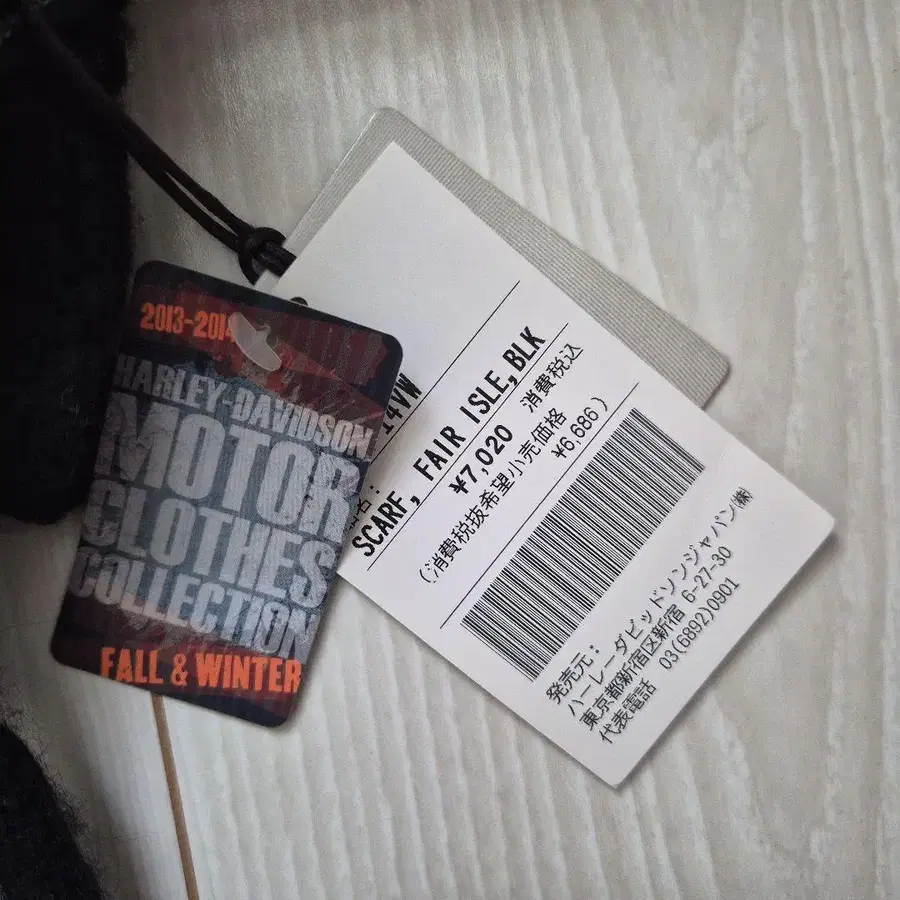 2013-2014
HARLEY-DAVIDSON
MOTOR
CLOTHES
COLLECTION
FALL & WINTER
14VW
名:
SCARF, FAIR ISLE,BLK
¥7,020 消費税込
(消費税抜希望小売価格
¥6,686)
発売元:
ハーレーダビッドソンジャパン㈱
東京都新宿区新宿 6-27-30
代表電話 03(6892)0901